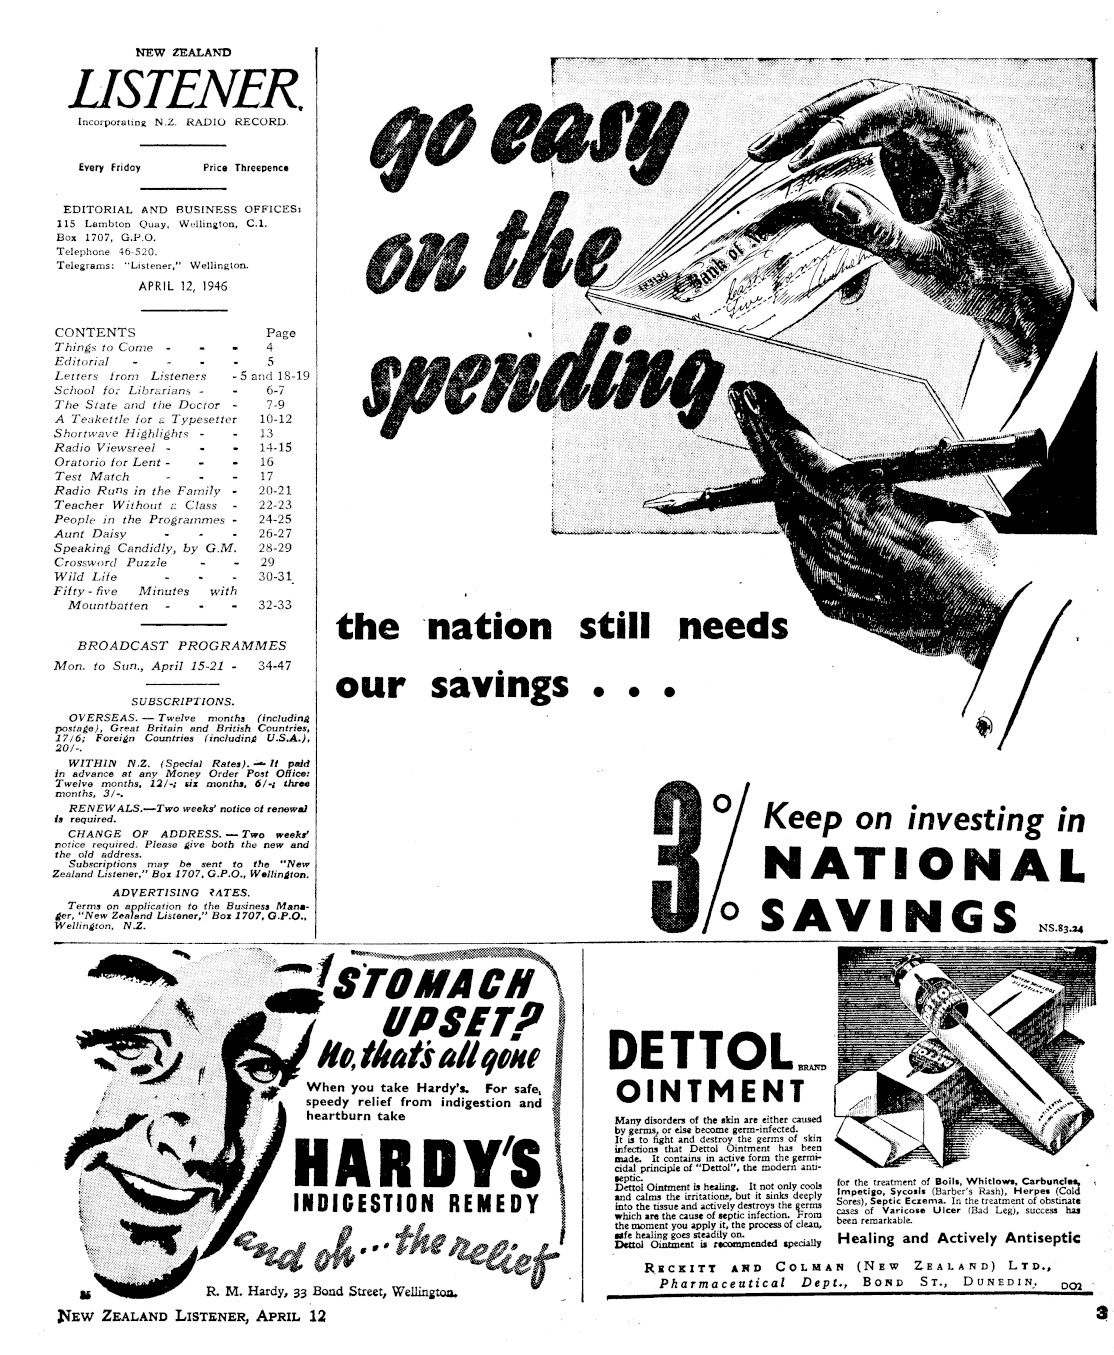 NEW ZEALAND
LISTENER
Incorporating N.Z. RADIO RECORD.
Every Friday Price Threepence
EDITORIAL AND BUSINESS OFFICES:
115 Lambton Quay, Wellington, C.1.
Box 1707, G.P.O.
Telephone 46-520.
Telegrams: "Listener," Wellington.
APRIL 12, 1946
CONTENTS Page
Things to Come - - - 4
Editorial - - - - 5
Letters from Listeners - 5 and 18-19
School for Librarians - - 6-7
The State and the Doctor - 7-9
A Teakettle for a Typesetter 10-12
Shortwave Highlights - - 13
Radio Viewsreel - - - 14-15
Oratorio for Lent - - - 16
Test Match - - - 17
Radio Runs in the Family - 20-21
Teacher Without a Class - 22-23
People in the Programmes - 24-25
Aunt Daisy - - - 26-27
Speaking Candidly, by G.M. 28-29
Crossword Puzzle - - 29
Wild Life - - - 30-31
Fifty-five Minutes with
Mountbatten - - - 32-33
BROADCAST PROGRAMMES
Mon. to Sun., April 15-21 - 34-47
SUBSCRIPTIONS.
OVERSEAS. — Twelve months (including
postage), Great Britain and British Countries,
17/6; Foreign Countries (including U.S.A.),
20/-.
WITHIN N.Z. (Special Rates). — If paid
in advance at any Money Order Post Office:
Twelve months, 12/-; six months, 6/-; three
months, 3/-.
RENEWALS.—Two weeks' notice of renewal
is required.
CHANGE OF ADDRESS. — Two weeks'
notice required. Please give both the new and
the old address.
Subscriptions may be sent to the "New
Zealand Listener," Box 1707, G.P.O., Wellington.
ADVERTISING RATES.
Terms on application to the Business Mana-
ger, "New Zealand Listener," Box 1707, G.P.O.,
Wellington, N.Z.
go easy
on the
spending
Bank of
the nation still needs
our savings . . .
3%
Keep on investing in
NATIONAL
SAVINGS
NS.83.24
STOMACH
UPSET?
No, that's all gone
When you take Hardy's. For safe,
speedy relief from indigestion and
heartburn take
HARDY'S
INDIGESTION REMEDY
and oh... the relief
R. M. Hardy, 33 Bond Street, Wellington.
DETTOL BRAND
OINTMENT
Many disorders of the skin are either caused
by germs, or else become germ-infected.
It is to fight and destroy the germs of skin
infections that Dettol Ointment has been
made. It contains in active form the germi-
cidal principle of "Dettol", the modern anti-
septic.
Dettol Ointment is healing. It not only cools
and calms the irritations, but it sinks deeply
into the tissue and actively destroys the germs
which are the cause of septic infection. From
the moment you apply it, the process of clean,
safe healing goes steadily on.
Dettol Ointment is recommended specially
for the treatment of Boils, Whitlows, Carbuncles,
Impetigo, Sycosis (Barber's Rash), Herpes (Cold
Sores), Septic Eczema. In the treatment of obstinate
cases of Varicose Ulcer (Bad Leg), success has
been remarkable.
Healing and Actively Antiseptic
RECKITT AND COLMAN (NEW ZEALAND) LTD.,
Pharmaceutical Dept., BOND ST., DUNEDIN.
DO2
NEW ZEALAND LISTENER, APRIL 12
3